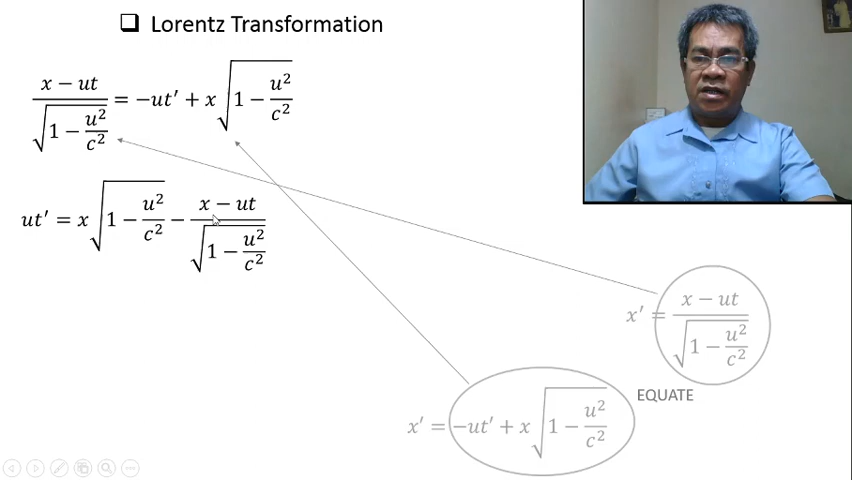 ❑ Lorentz Transformation
(x − ut)/√(1 − u²/c²) = −ut′ + x√(1 − u²/c²)
ut′ = x√(1 − u²/c²) − (x − ut)/√(1 − u²/c²)
x′ = (x − ut)/√(1 − u²/c²)
EQUATE
x′ = −ut′ + x√(1 − u²/c²)